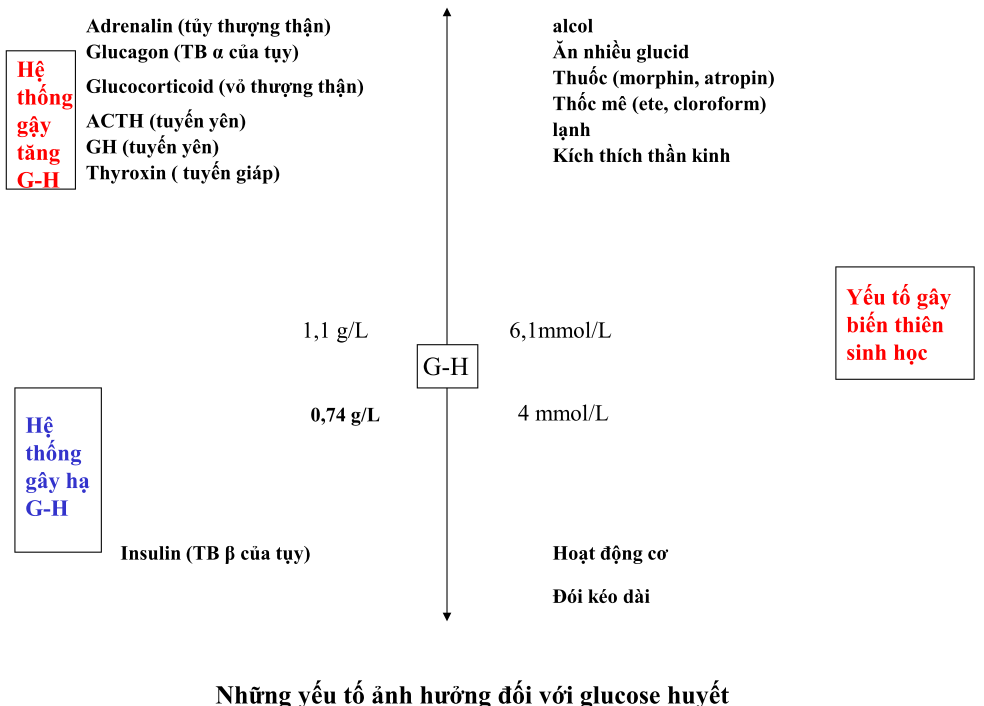 Adrenalin (tủy thượng thận)
Glucagon (TB α của tụy)
Glucocorticoid (vỏ thượng thận)
ACTH (tuyến yên)
GH (tuyến yên)
Thyroxin ( tuyến giáp)
Hệ
thống
gậy
tăng
G-H
alcol
Ăn nhiều glucid
Thuốc (morphin, atropin)
Thốc mê (ete, cloroform)
lạnh
Kích thích thần kinh
Yếu tố gây
biến thiên
sinh học
1,1 g/L
6,1mmol/L
G-H
0,74 g/L
4 mmol/L
Hệ
thống
gây hạ
G-H
Insulin (TB β của tụy)
Hoạt động cơ
Đói kéo dài
Những yếu tố ảnh hưởng đối với glucose huyết